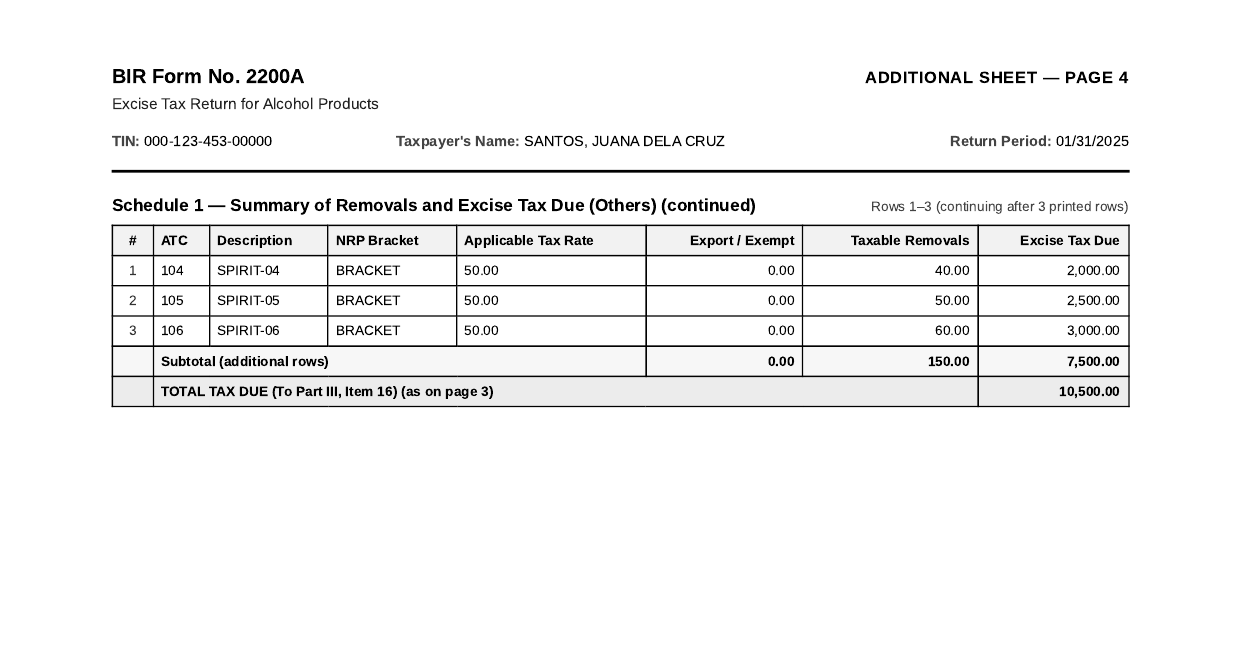 BIR Form No. 2200A
ADDITIONAL SHEET — PAGE 4
Excise Tax Return for Alcohol Products
TIN: 000-123-453-00000 Taxpayer's Name: SANTOS, JUANA DELA CRUZ Return Period: 01/31/2025
Schedule 1 — Summary of Removals and Excise Tax Due (Others) (continued) Rows 1–3 (continuing after 3 printed rows)
# ATC Description NRP Bracket Applicable Tax Rate Export / Exempt Taxable Removals Excise Tax Due
1 104 SPIRIT-04 BRACKET 50.00 0.00 40.00 2,000.00
2 105 SPIRIT-05 BRACKET 50.00 0.00 50.00 2,500.00
3 106 SPIRIT-06 BRACKET 50.00 0.00 60.00 3,000.00
Subtotal (additional rows) 0.00 150.00 7,500.00
TOTAL TAX DUE (To Part III, Item 16) (as on page 3) 10,500.00